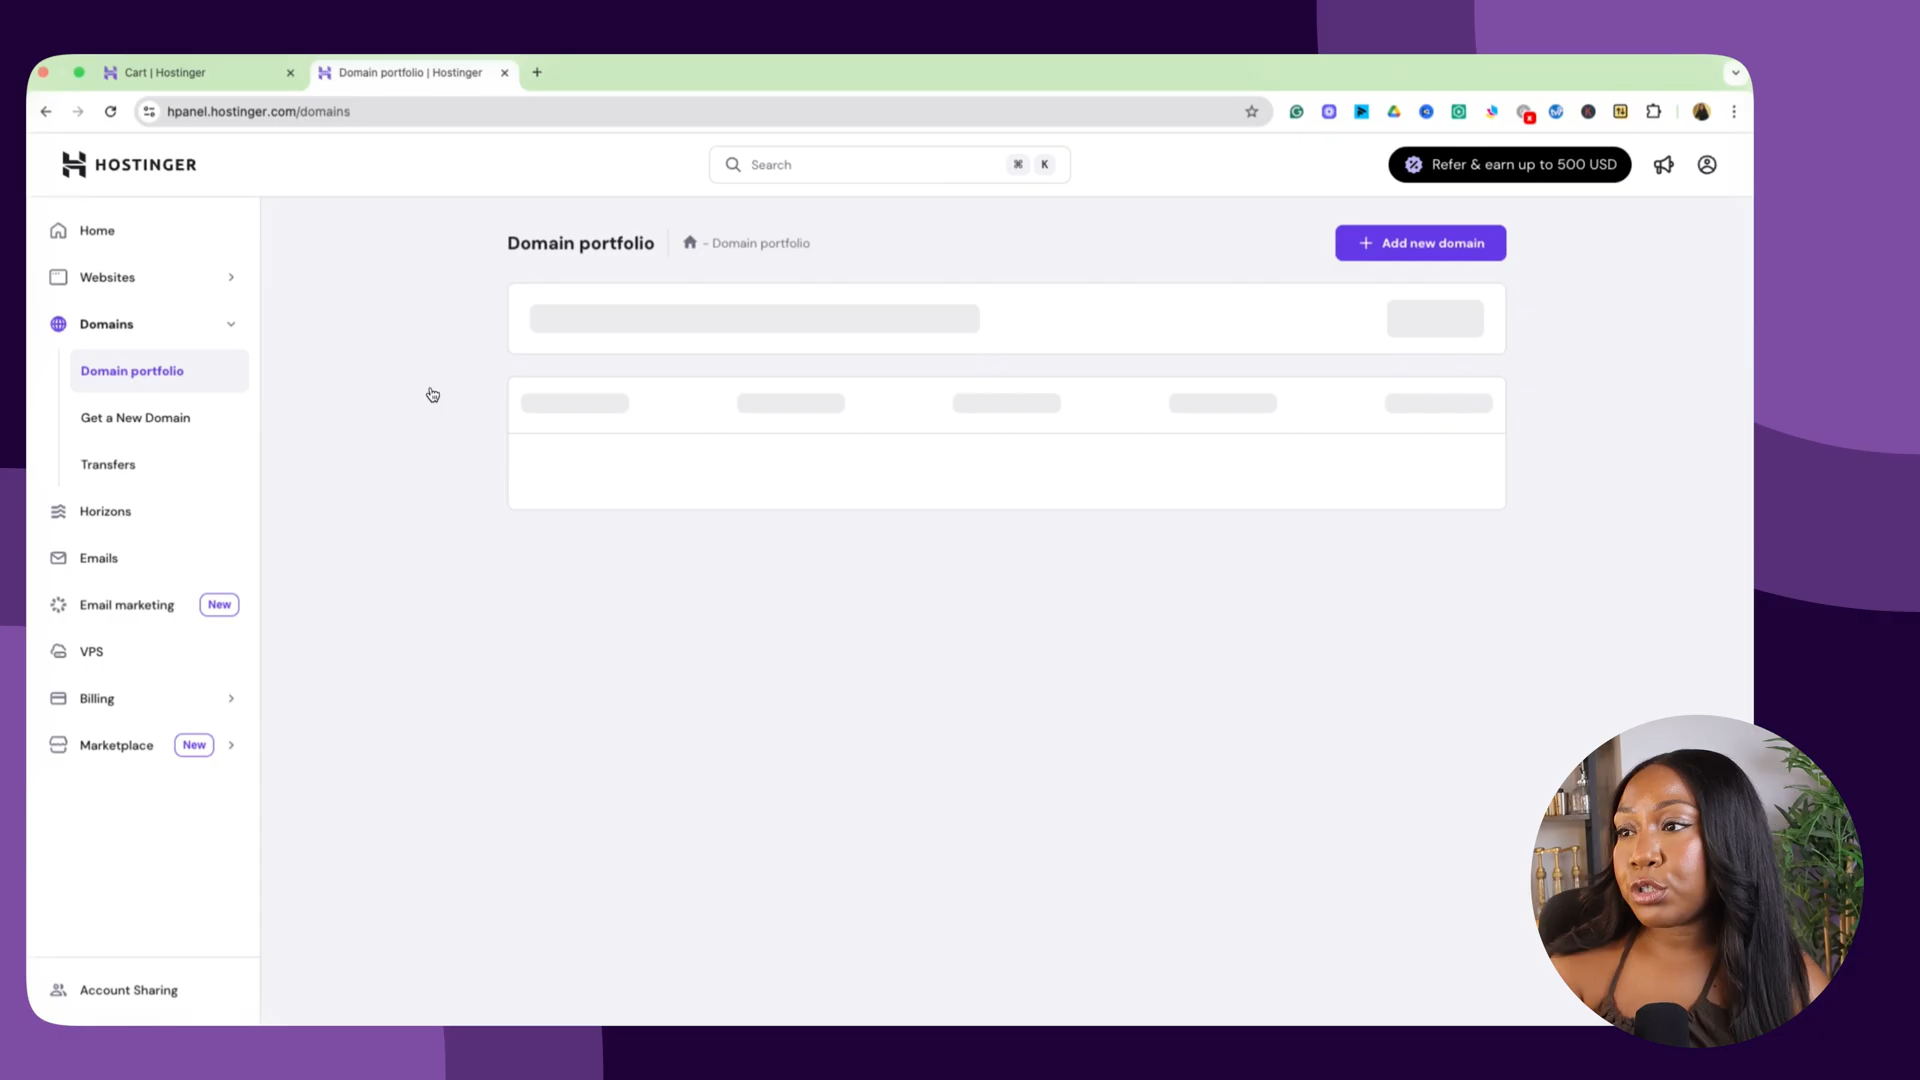 Cart | Hostinger
Domain portfolio | Hostinger
hpanel.hostinger.com/domains
HOSTINGER
Search
⌘ K
Refer & earn up to 500 USD
Home
Websites
Domains
Domain portfolio
Get a New Domain
Transfers
Horizons
Emails
Email marketing New
VPS
Billing
Marketplace New
Account Sharing
Domain portfolio
- Domain portfolio
Add new domain